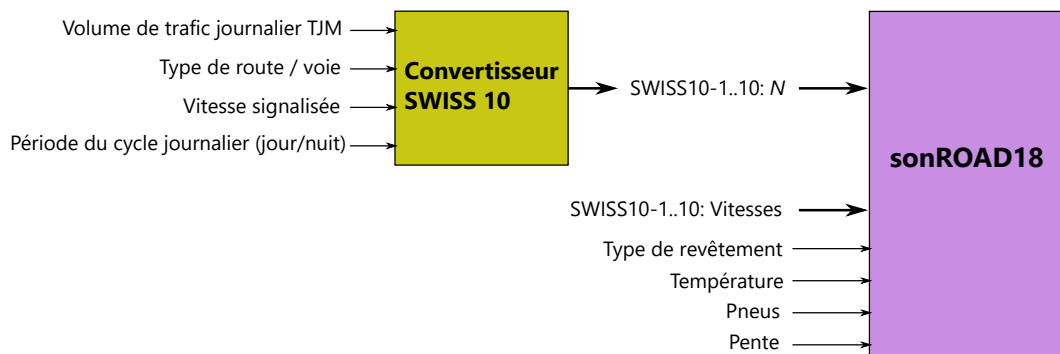 Volume de trafic journalier TJM
Type de route / voie
Vitesse signalisée
Période du cycle journalier (jour/nuit)
Convertisseur
SWISS 10
SWISS10-1..10: N
sonROAD18
SWISS10-1..10: Vitesses
Type de revêtement
Température
Pneus
Pente